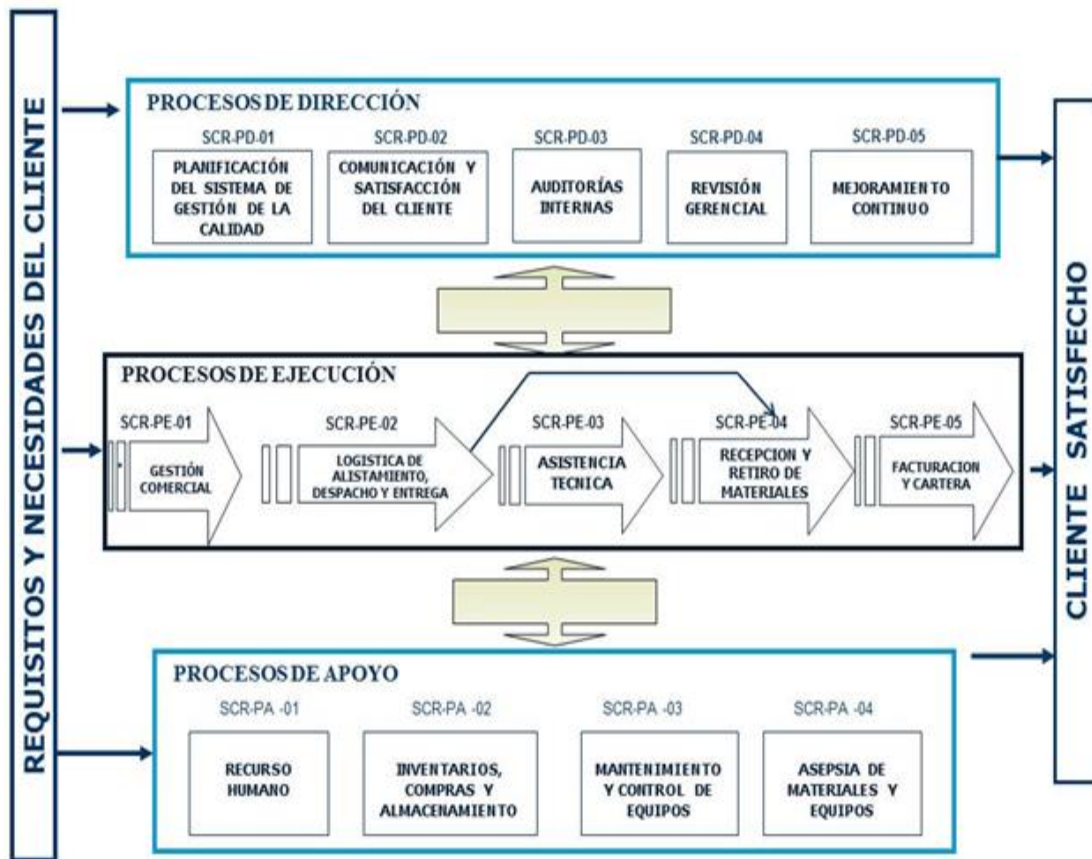 REQUISITOS Y NECESIDADES DEL CLIENTE
PROCESOS DE DIRECCIÓN
SCR-PD-01
PLANIFICACIÓN
DEL SISTEMA DE
GESTIÓN DE LA
CALIDAD
SCR-PD-02
COMUNICACIÓN Y
SATISFACCIÓN
DEL CLIENTE
SCR-PD-03
AUDITORÍAS
INTERNAS
SCR-PD-04
REVISIÓN
GERENCIAL
SCR-PD-05
MEJORAMIENTO
CONTINUO
PROCESOS DE EJECUCIÓN
SCR-PE-01
GESTIÓN
COMERCIAL
SCR-PE-02
LOGISTICA DE
ALISTAMIENTO,
DESPACHO Y ENTREGA
SCR-PE-03
ASISTENCIA
TECNICA
SCR-PE-04
RECEPCION Y
RETIRO DE
MATERIALES
SCR-PE-05
FACTURACION
Y CARTERA
PROCESOS DE APOYO
SCR-PA -01
RECURSO
HUMANO
SCR-PA -02
INVENTARIOS,
COMPRAS Y
ALMACENAMIENTO
SCR-PA -03
MANTENIMIENTO
Y CONTROL DE
EQUIPOS
SCR-PA -04
ASEPSIA DE
MATERIALES Y
EQUIPOS
CLIENTE SATISFECHO